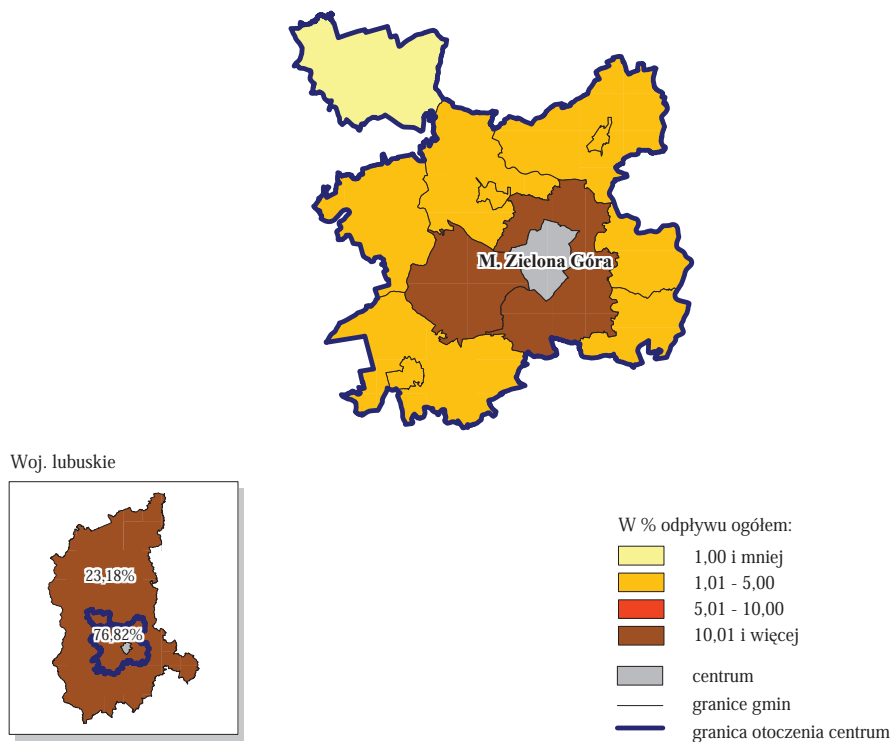 M. Zielona Góra
Woj. lubuskie
23,18%
76,82%
W % odpływu ogółem:
1,00 i mniej
1,01 - 5,00
5,01 - 10,00
10,01 i więcej
centrum
granice gmin
granica otoczenia centrum